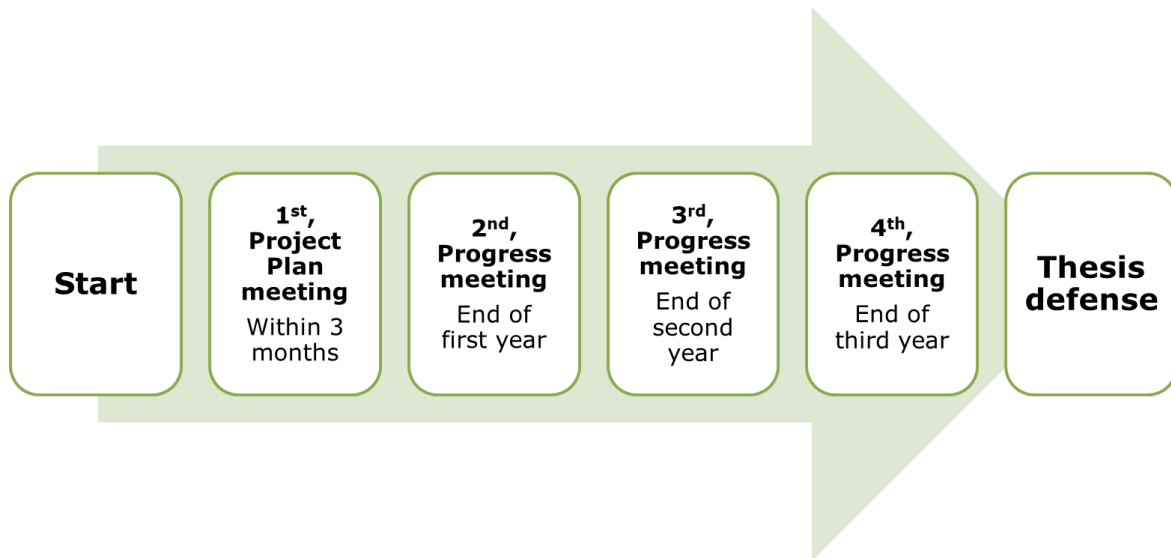 Start
1st,
Project
Plan
meeting
Within 3
months
2nd,
Progress
meeting
End of
first year
3rd,
Progress
meeting
End of
second
year
4th,
Progress
meeting
End of
third year
Thesis
defense